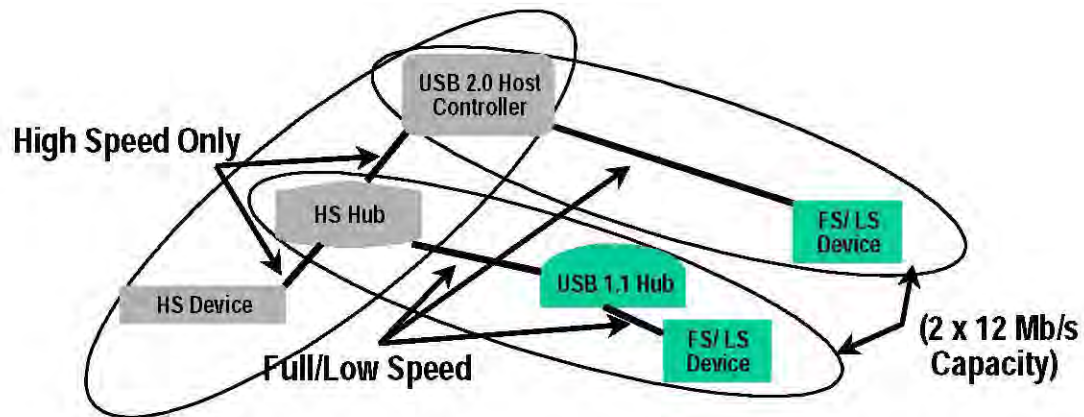 USB 2.0 Host
Controller
High Speed Only
HS Hub
FS/ LS
Device
USB 1.1 Hub
HS Device
FS/ LS
Device
(2 x 12 Mb/s
Capacity)
Full/Low Speed